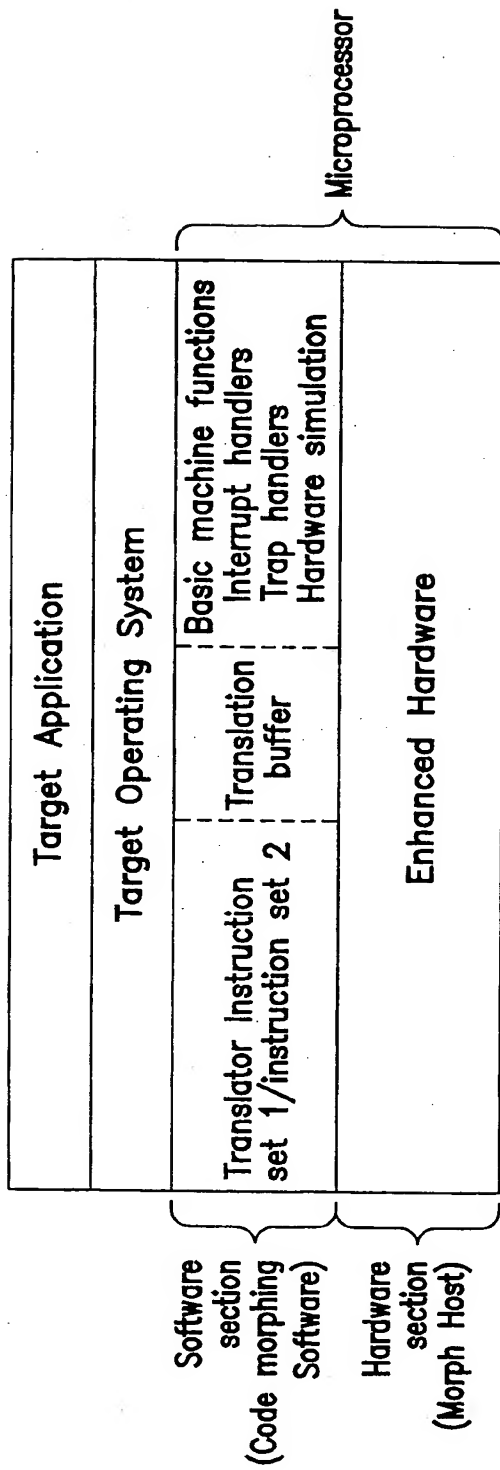 Target Application
Target Operating System
Translator Instruction
set 1/instruction set 2
Translation
buffer
Basic machine functions
Interrupt handlers
Trap handlers
Hardware simulation
Enhanced Hardware
Software
section
(Code morphing
Software)
Hardware
section
(Morph Host)
Microprocessor